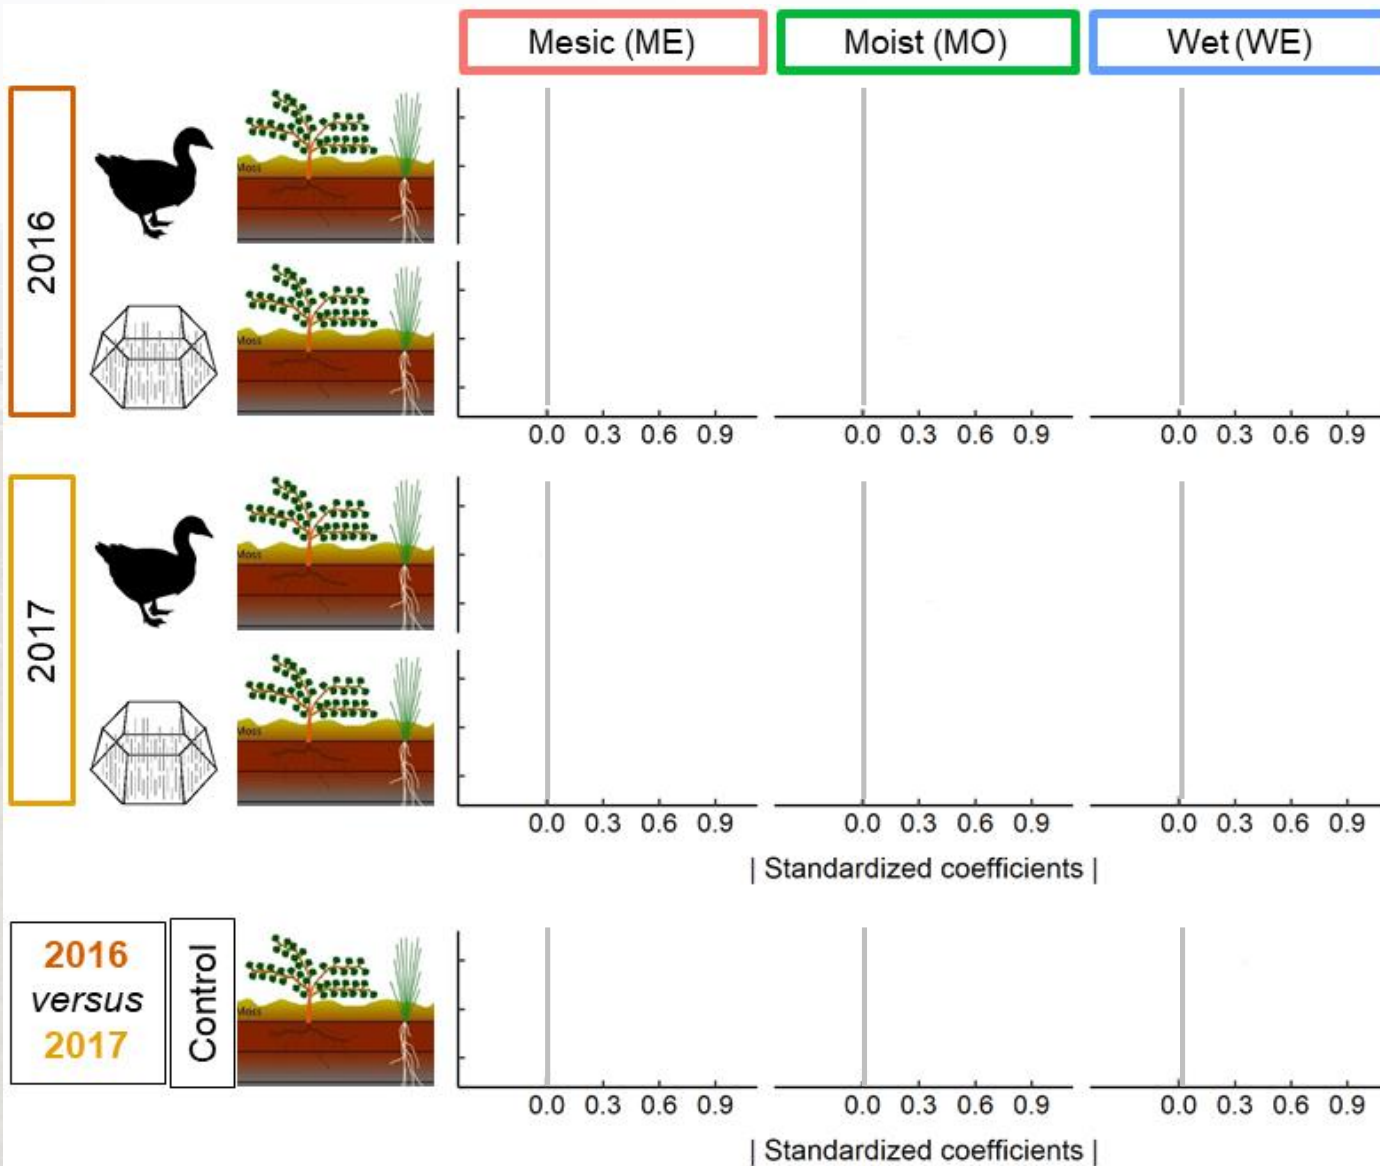 Mesic (ME) Moist (MO) Wet (WE)
2016
Moss
Moss
0.0 0.3 0.6 0.9 0.0 0.3 0.6 0.9 0.0 0.3 0.6 0.9
2017
Moss
Moss
0.0 0.3 0.6 0.9 0.0 0.3 0.6 0.9 0.0 0.3 0.6 0.9
| Standardized coefficients |
2016
versus
2017
Control
Moss
0.0 0.3 0.6 0.9 0.0 0.3 0.6 0.9 0.0 0.3 0.6 0.9
| Standardized coefficients |